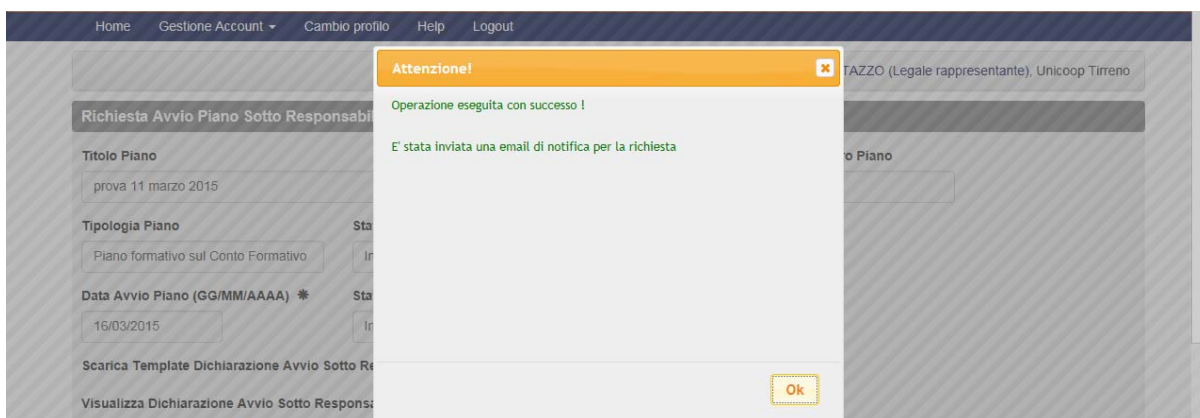 Home Gestione Account Cambio profilo Help Logout
TAZZO (Legale rappresentante), Unicoop Tirreno
Attenzione!
Operazione eseguita con successo !
E' stata inviata una email di notifica per la richiesta
Ok
Richiesta Avvio Piano Sotto Responsabil
Titolo Piano
o Piano
prova 11 marzo 2015
Tipologia Piano Sta
Piano formativo sul Conto Formativo In
Data Avvio Piano (GG/MM/AAAA) * Sta
16/03/2015 In
Scarica Template Dichiarazione Avvio Sotto Re
Visualizza Dichiarazione Avvio Sotto Responsa